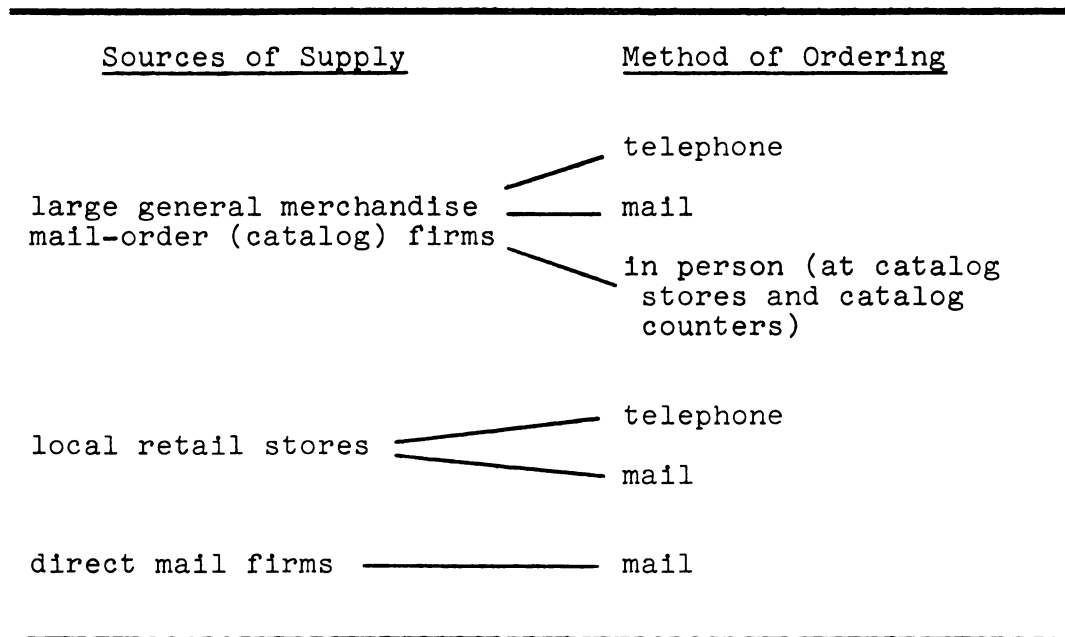 Sources of Supply Method of Ordering
telephone
large general merchandise mail
mail-order (catalog) firms
in person (at catalog
stores and catalog
counters)
telephone
local retail stores
mail
direct mail firms mail